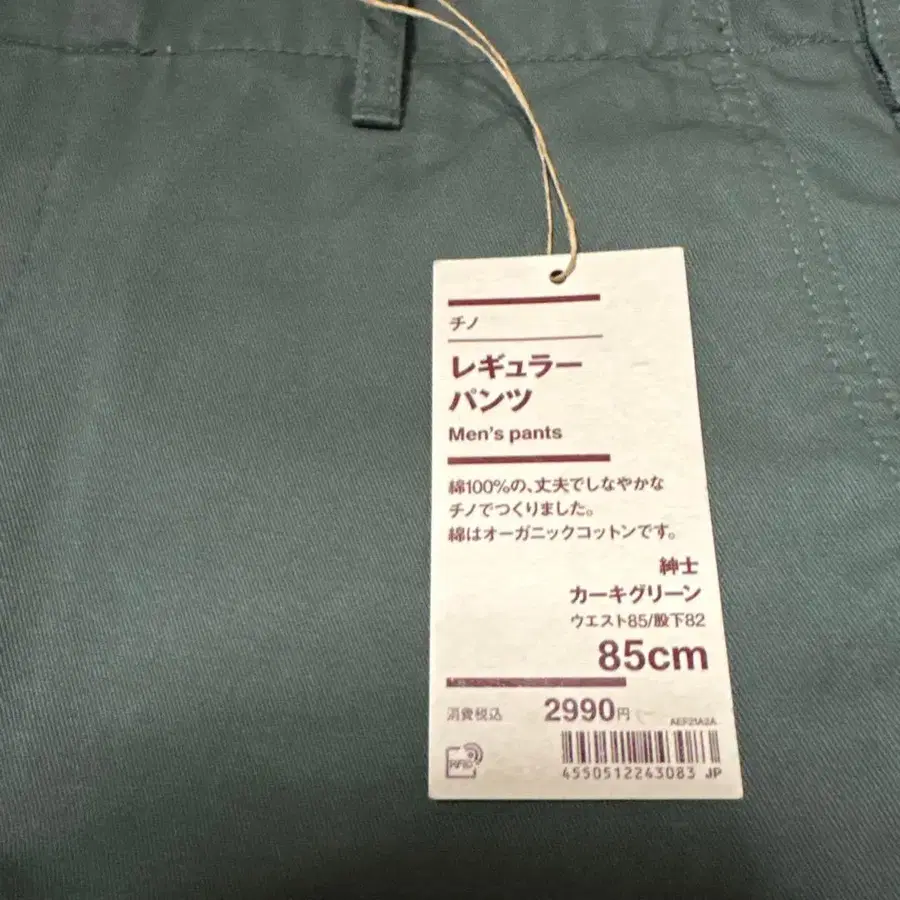 チノ
レギュラー
パンツ
Men's pants
綿100%の、丈夫でしなやかな
チノでつくりました。
綿はオーガニックコットンです。
紳士
カーキグリーン
ウエスト85/股下82
85cm
消費税込 2990円
AEF21A2A
RFID
4550512243083 JP